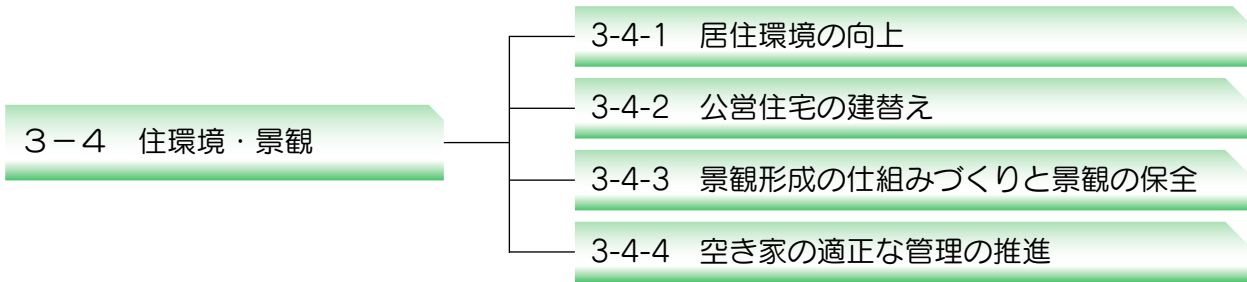 3-4-1 居住環境の向上
3-4-2 公営住宅の建替え
3－4 住環境・景観
3-4-3 景観形成の仕組みづくりと景観の保全
3-4-4 空き家の適正な管理の推進